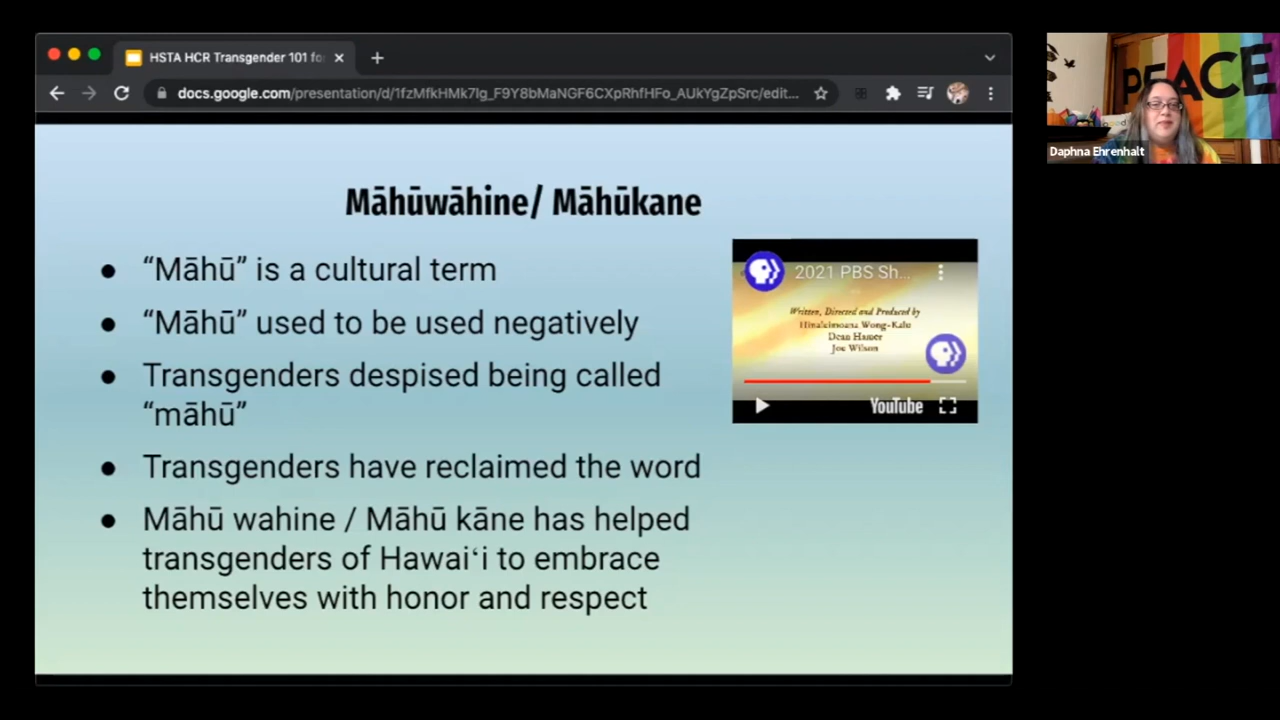 HSTA HCR Transgender 101 fo
docs.google.com/presentation/d/1fzMfkHMk7Ig_F9Y8bMaNGF6CXpRhfHFo_AUkYgZpSrc/edit...
PEACE
Daphna Ehrenhalt
Māhūwāhine/ Māhūkane
• “Māhū” is a cultural term
• “Māhū” used to be used negatively
• Transgenders despised being called
“māhū”
• Transgenders have reclaimed the word
• Māhū wahine / Māhū kāne has helped
transgenders of Hawaiʻi to embrace
themselves with honor and respect
2021 PBS Sh...
Written, Directed and Produced by
Hinaleimoana Wong-Kalu
Dean Hamer
Joe Wilson
YouTube